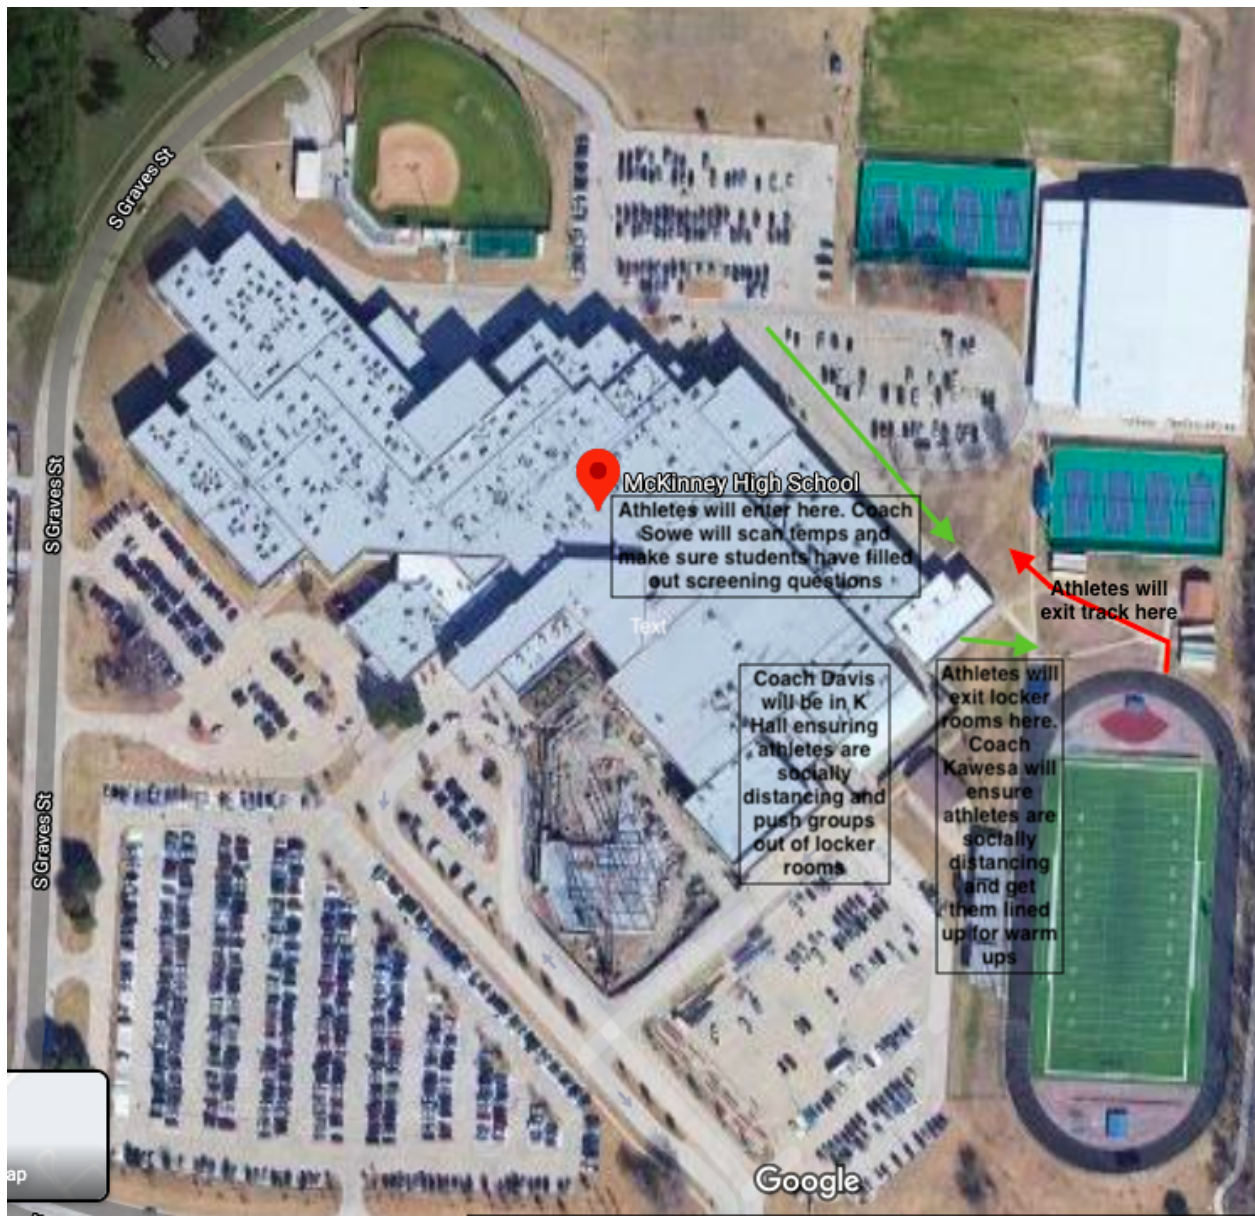 S Graves St
McKinney High School
S Graves St
Athletes will enter here. Coach
Sowe will scan temps and
make sure students have filled
out screening questions
Athletes will
exit track here
Text
Coach Davis
will be in K
Hall ensuring
athletes are
socially
distancing and
push groups
out of locker
rooms
Athletes will
exit locker
rooms here.
Coach
Kawesa will
ensure
athletes are
socially
distancing
and get
them lined
up for warm
ups
S Graves St
ap
Google